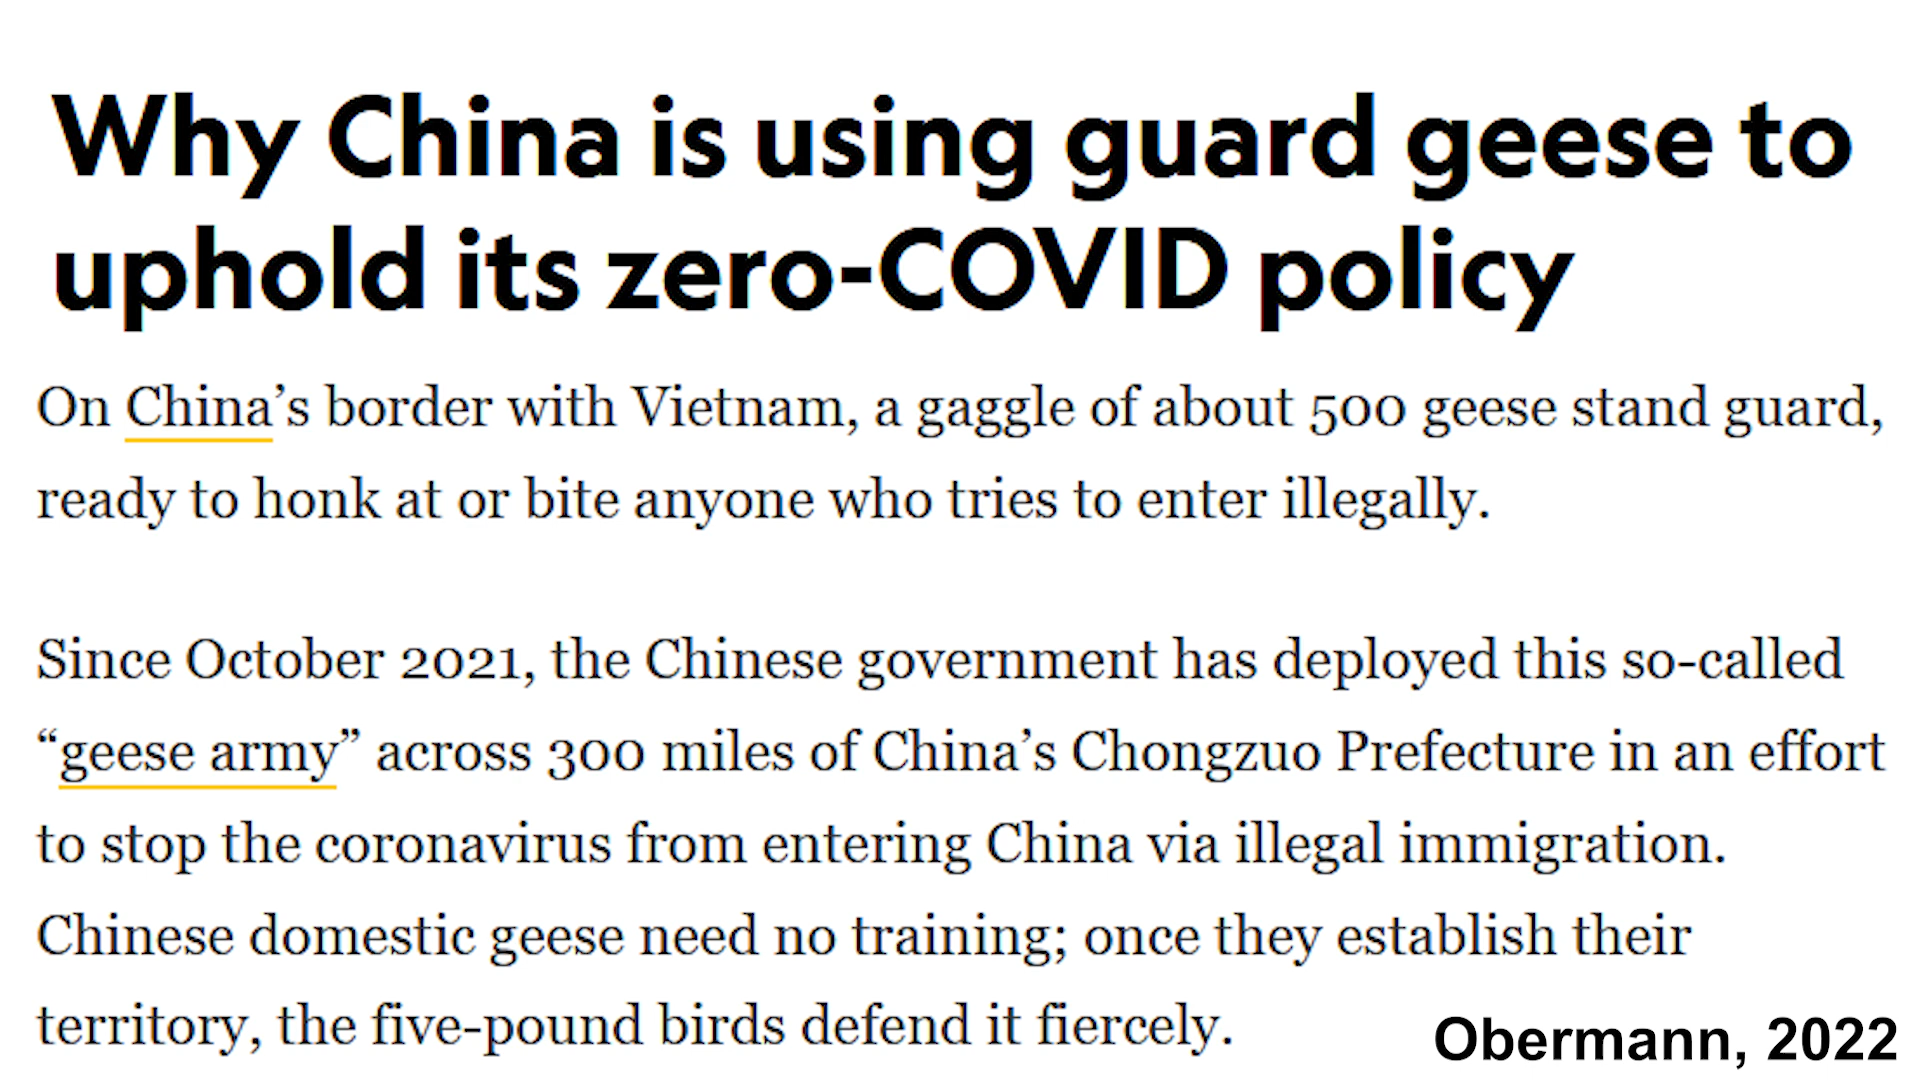 Why China is using guard geese to
uphold its zero-COVID policy
On China’s border with Vietnam, a gaggle of about 500 geese stand guard,
ready to honk at or bite anyone who tries to enter illegally.
Since October 2021, the Chinese government has deployed this so-called
“geese army” across 300 miles of China’s Chongzuo Prefecture in an effort
to stop the coronavirus from entering China via illegal immigration.
Chinese domestic geese need no training; once they establish their
territory, the five-pound birds defend it fiercely.
Obermann, 2022